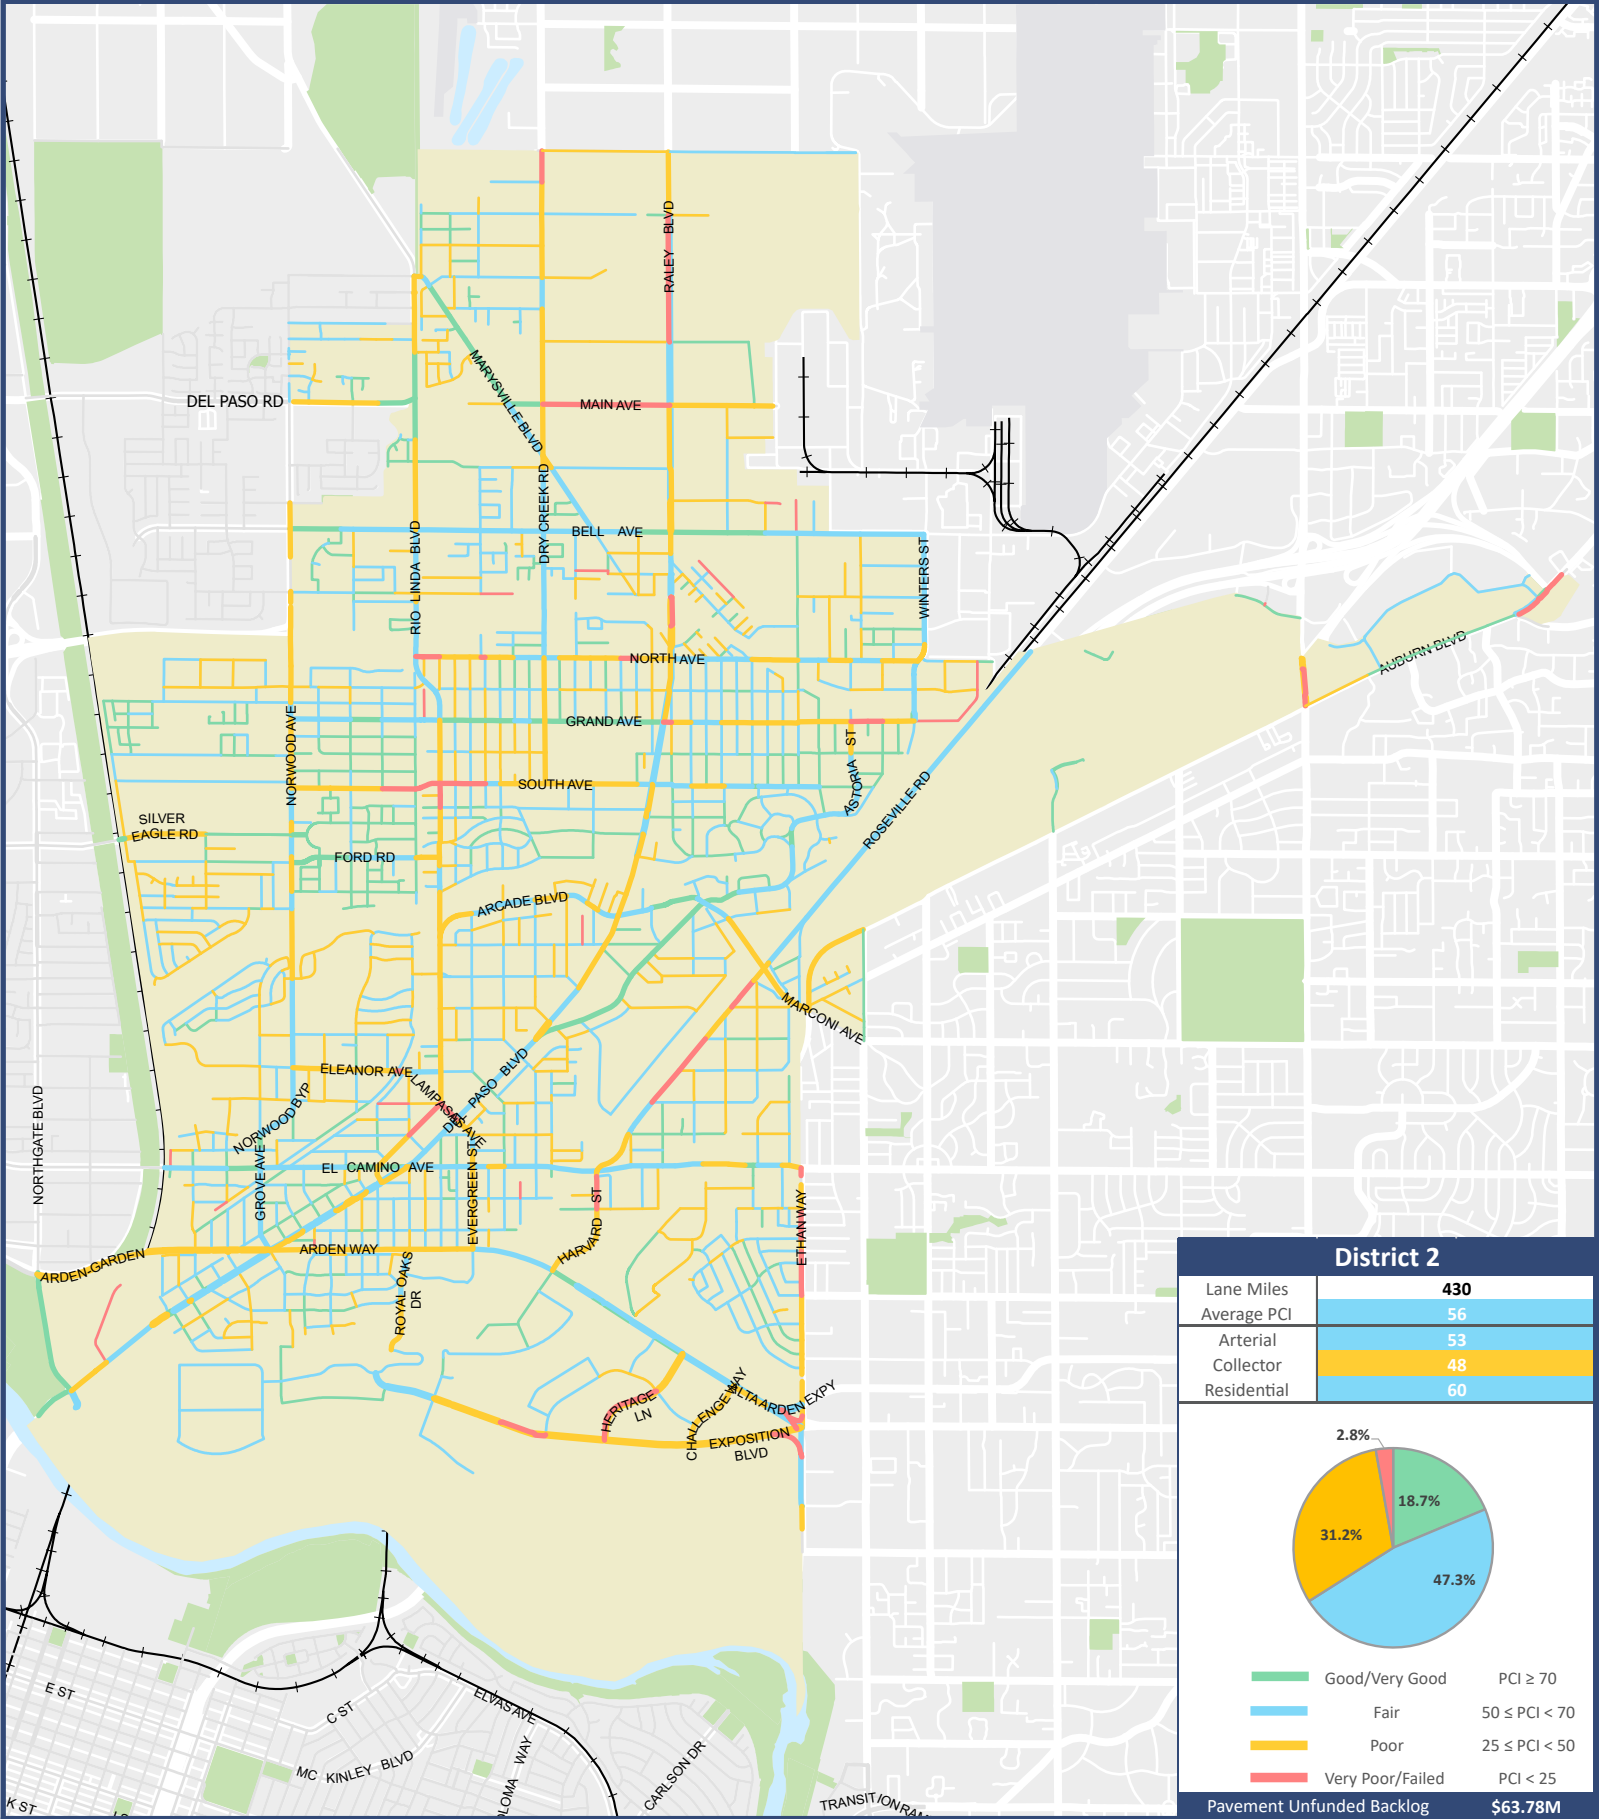 RALEY BLVD
MARYSVILLE BLVD
DEL PASO RD
MAIN AVE
DRY CREEK RD
RIO LINDA BLVD
BELL AVE
WINTERS ST
NORTH AVE
AUBURN BLVD
NORWOOD AVE
GRAND AVE
ASTORIA ST
SOUTH AVE
ROSEVILLE RD
SILVER
EAGLE RD
FORD RD
ARCADE BLVD
MARCONI AVE
ELEANOR AVE
LAMPASAS AVE
DEL PASO BLVD
NORWOOD BYP
NORTHGATE BLVD
GROVE AVE
EL CAMINO AVE
EVERGREEN ST
HARVARD ST
ETHAN WAY
ARDEN-GARDEN
ARDEN WAY
ROYAL OAKS
DR
HERITAGE
LN
CHALLENGE WAY
ALTA ARDEN EXPY
EXPOSITION
BLVD
E ST
C ST
ELVAS AVE
MC KINLEY BLVD
LOMA WAY
CARLSON DR
K ST
TRANSIT/ON RAM
District 2
Lane Miles 430
Average PCI 56
Arterial 53
Collector 48
Residential 60
2.8%
18.7%
31.2%
47.3%
Good/Very Good PCI ≥ 70
Fair 50 ≤ PCI < 70
Poor 25 ≤ PCI < 50
Very Poor/Failed PCI < 25
Pavement Unfunded Backlog $63.78M